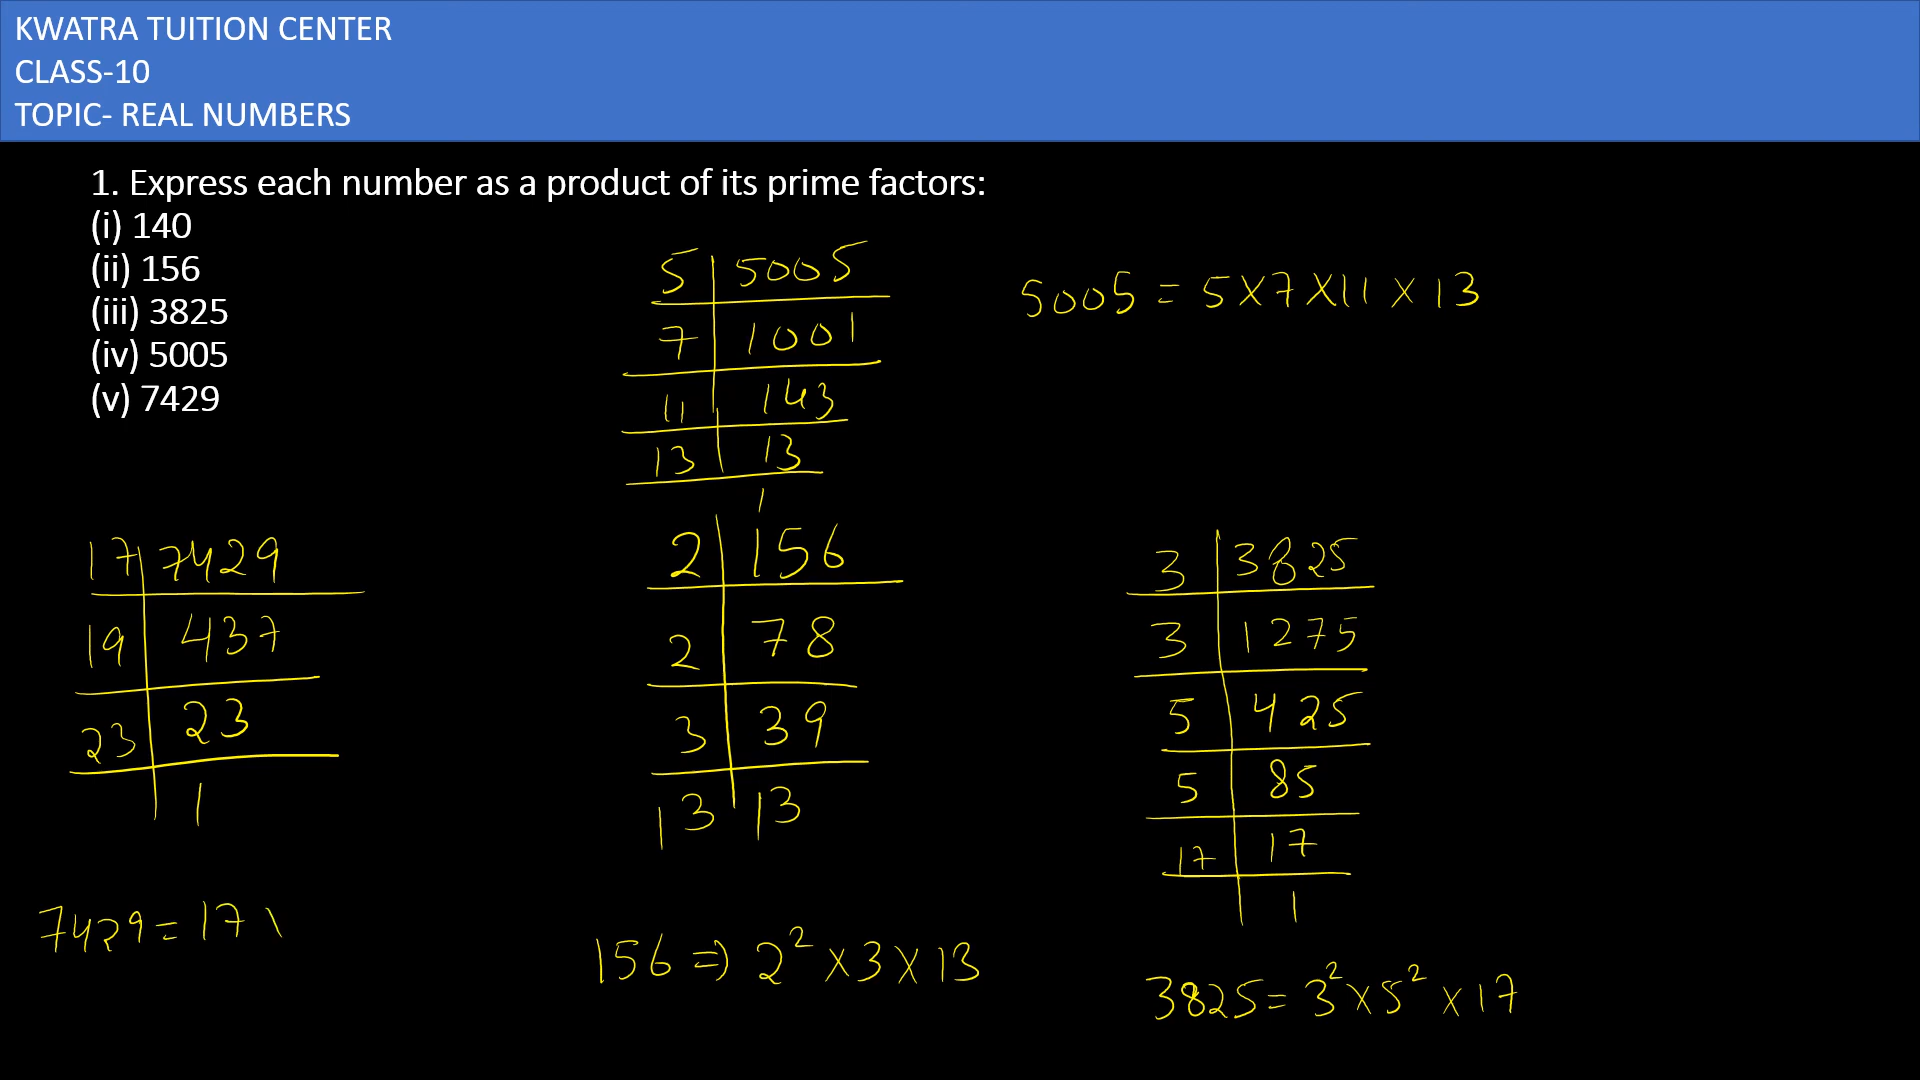 KWATRA TUITION CENTER
CLASS-10
TOPIC- REAL NUMBERS
1. Express each number as a product of its prime factors:
(i) 140
(ii) 156
(iii) 3825
(iv) 5005
(v) 7429
5 | 5005
7 | 1001
11 | 143
13 | 13
1
5005 = 5 × 7 × 11 × 13
17 | 7429
19 | 437
23 | 23
| 1
7429 = 17 \
2 | 156
2 | 78
3 | 39
13 | 13
156 ⇒ 2² × 3 × 13
3 | 3825
3 | 1275
5 | 425
5 | 85
17 | 17
| 1
3825 = 3² × 5² × 17